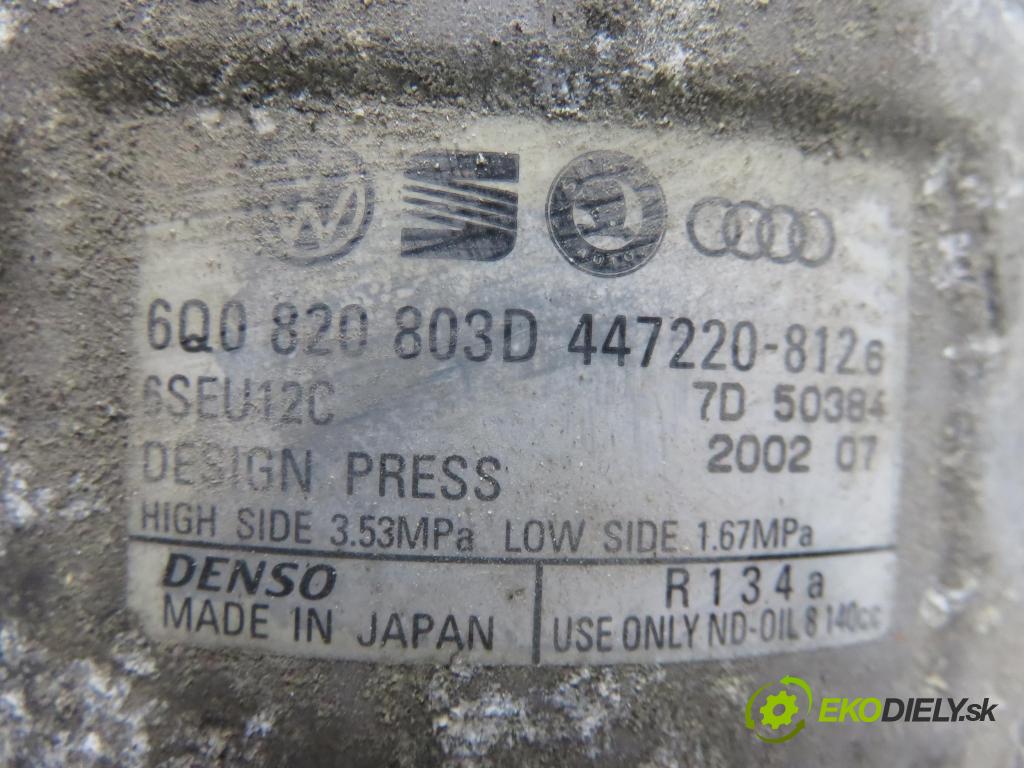 6Q0 820 803D 447220-8126
6SEU12C 7D 50384
DESIGN PRESS 2002 07
HIGH SIDE 3.53MPa LOW SIDE 1.67MPa
DENSO R134a
MADE IN JAPAN USE ONLY ND-OIL 8 140cc
EKODIELY.sk